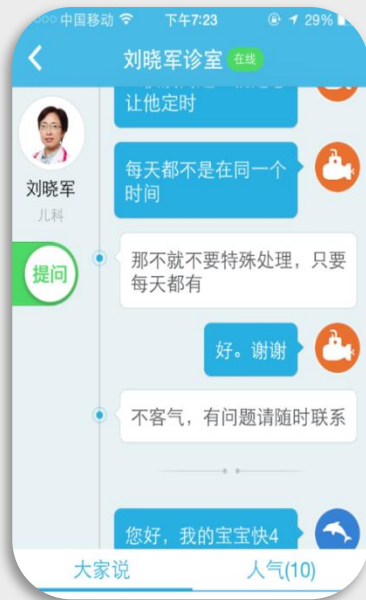 中国移动 下午7:23 29%
刘晓军诊室 在线
让他定时
刘晓军
儿科
提问
每天都不是在同一个
时间
那不就不要特殊处理，只要
每天都有
好。谢谢
不客气，有问题请随时联系
您好，我的宝宝快4
大家说 人气(10)